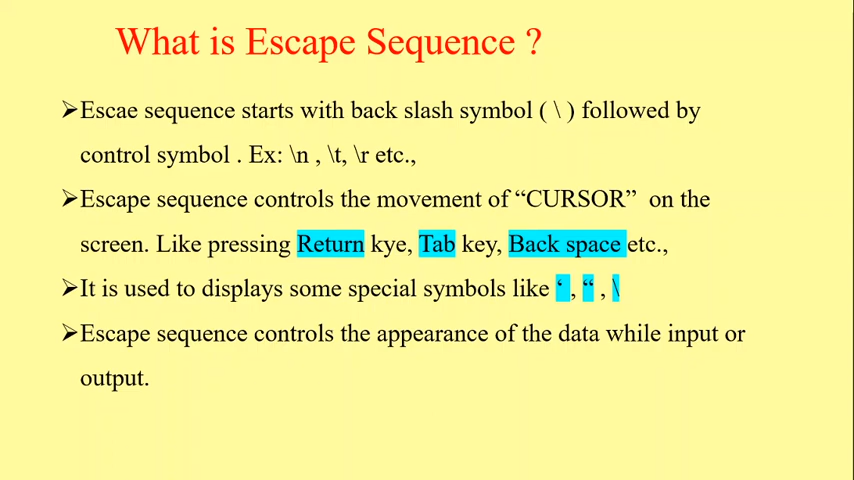 What is Escape Sequence ?
➢Escae sequence starts with back slash symbol ( \ ) followed by
control symbol . Ex: \n , \t, \r etc.,
➢Escape sequence controls the movement of “CURSOR” on the
screen. Like pressing Return kye, Tab key, Back space etc.,
➢It is used to displays some special symbols like ‘ , “ , \
➢Escape sequence controls the appearance of the data while input or
output.